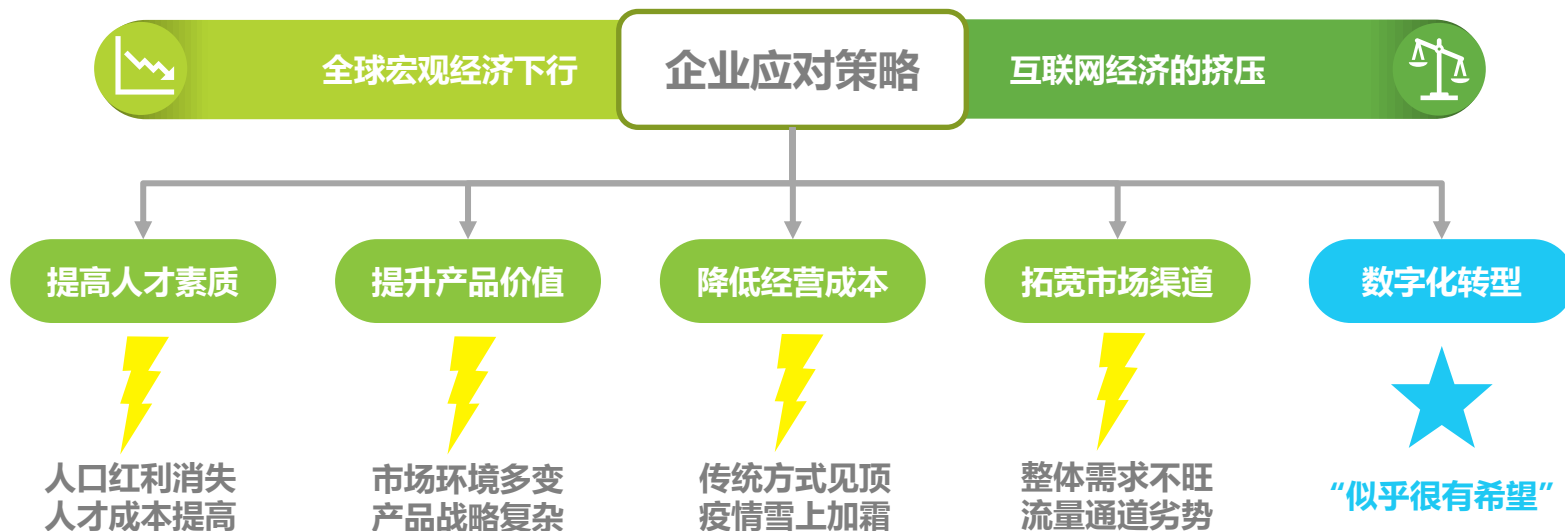 全球宏观经济下行
企业应对策略
互联网经济的挤压
提高人才素质
提升产品价值
降低经营成本
拓宽市场渠道
数字化转型
人口红利消失
人才成本提高
市场环境多变
产品战略复杂
传统方式见顶
疫情雪上加霜
整体需求不旺
流量通道劣势
“似乎很有希望”